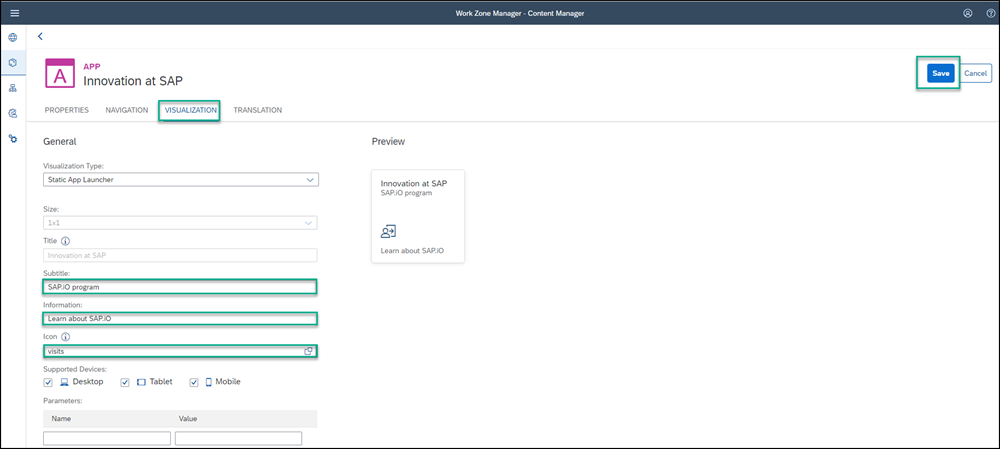 Work Zone Manager - Content Manager
A
APP
Innovation at SAP
Save
Cancel
PROPERTIES
NAVIGATION
VISUALIZATION
TRANSLATION
General
Visualization Type:
Static App Launcher
Size:
1x1
Title
Innovation at SAP
Subtitle:
SAP.iO program
Information:
Learn about SAP.iO
Icon
visits
Supported Devices:
Desktop
Tablet
Mobile
Parameters:
Name
Value
Preview
Innovation at SAP
SAP.iO program
Learn about SAP.iO